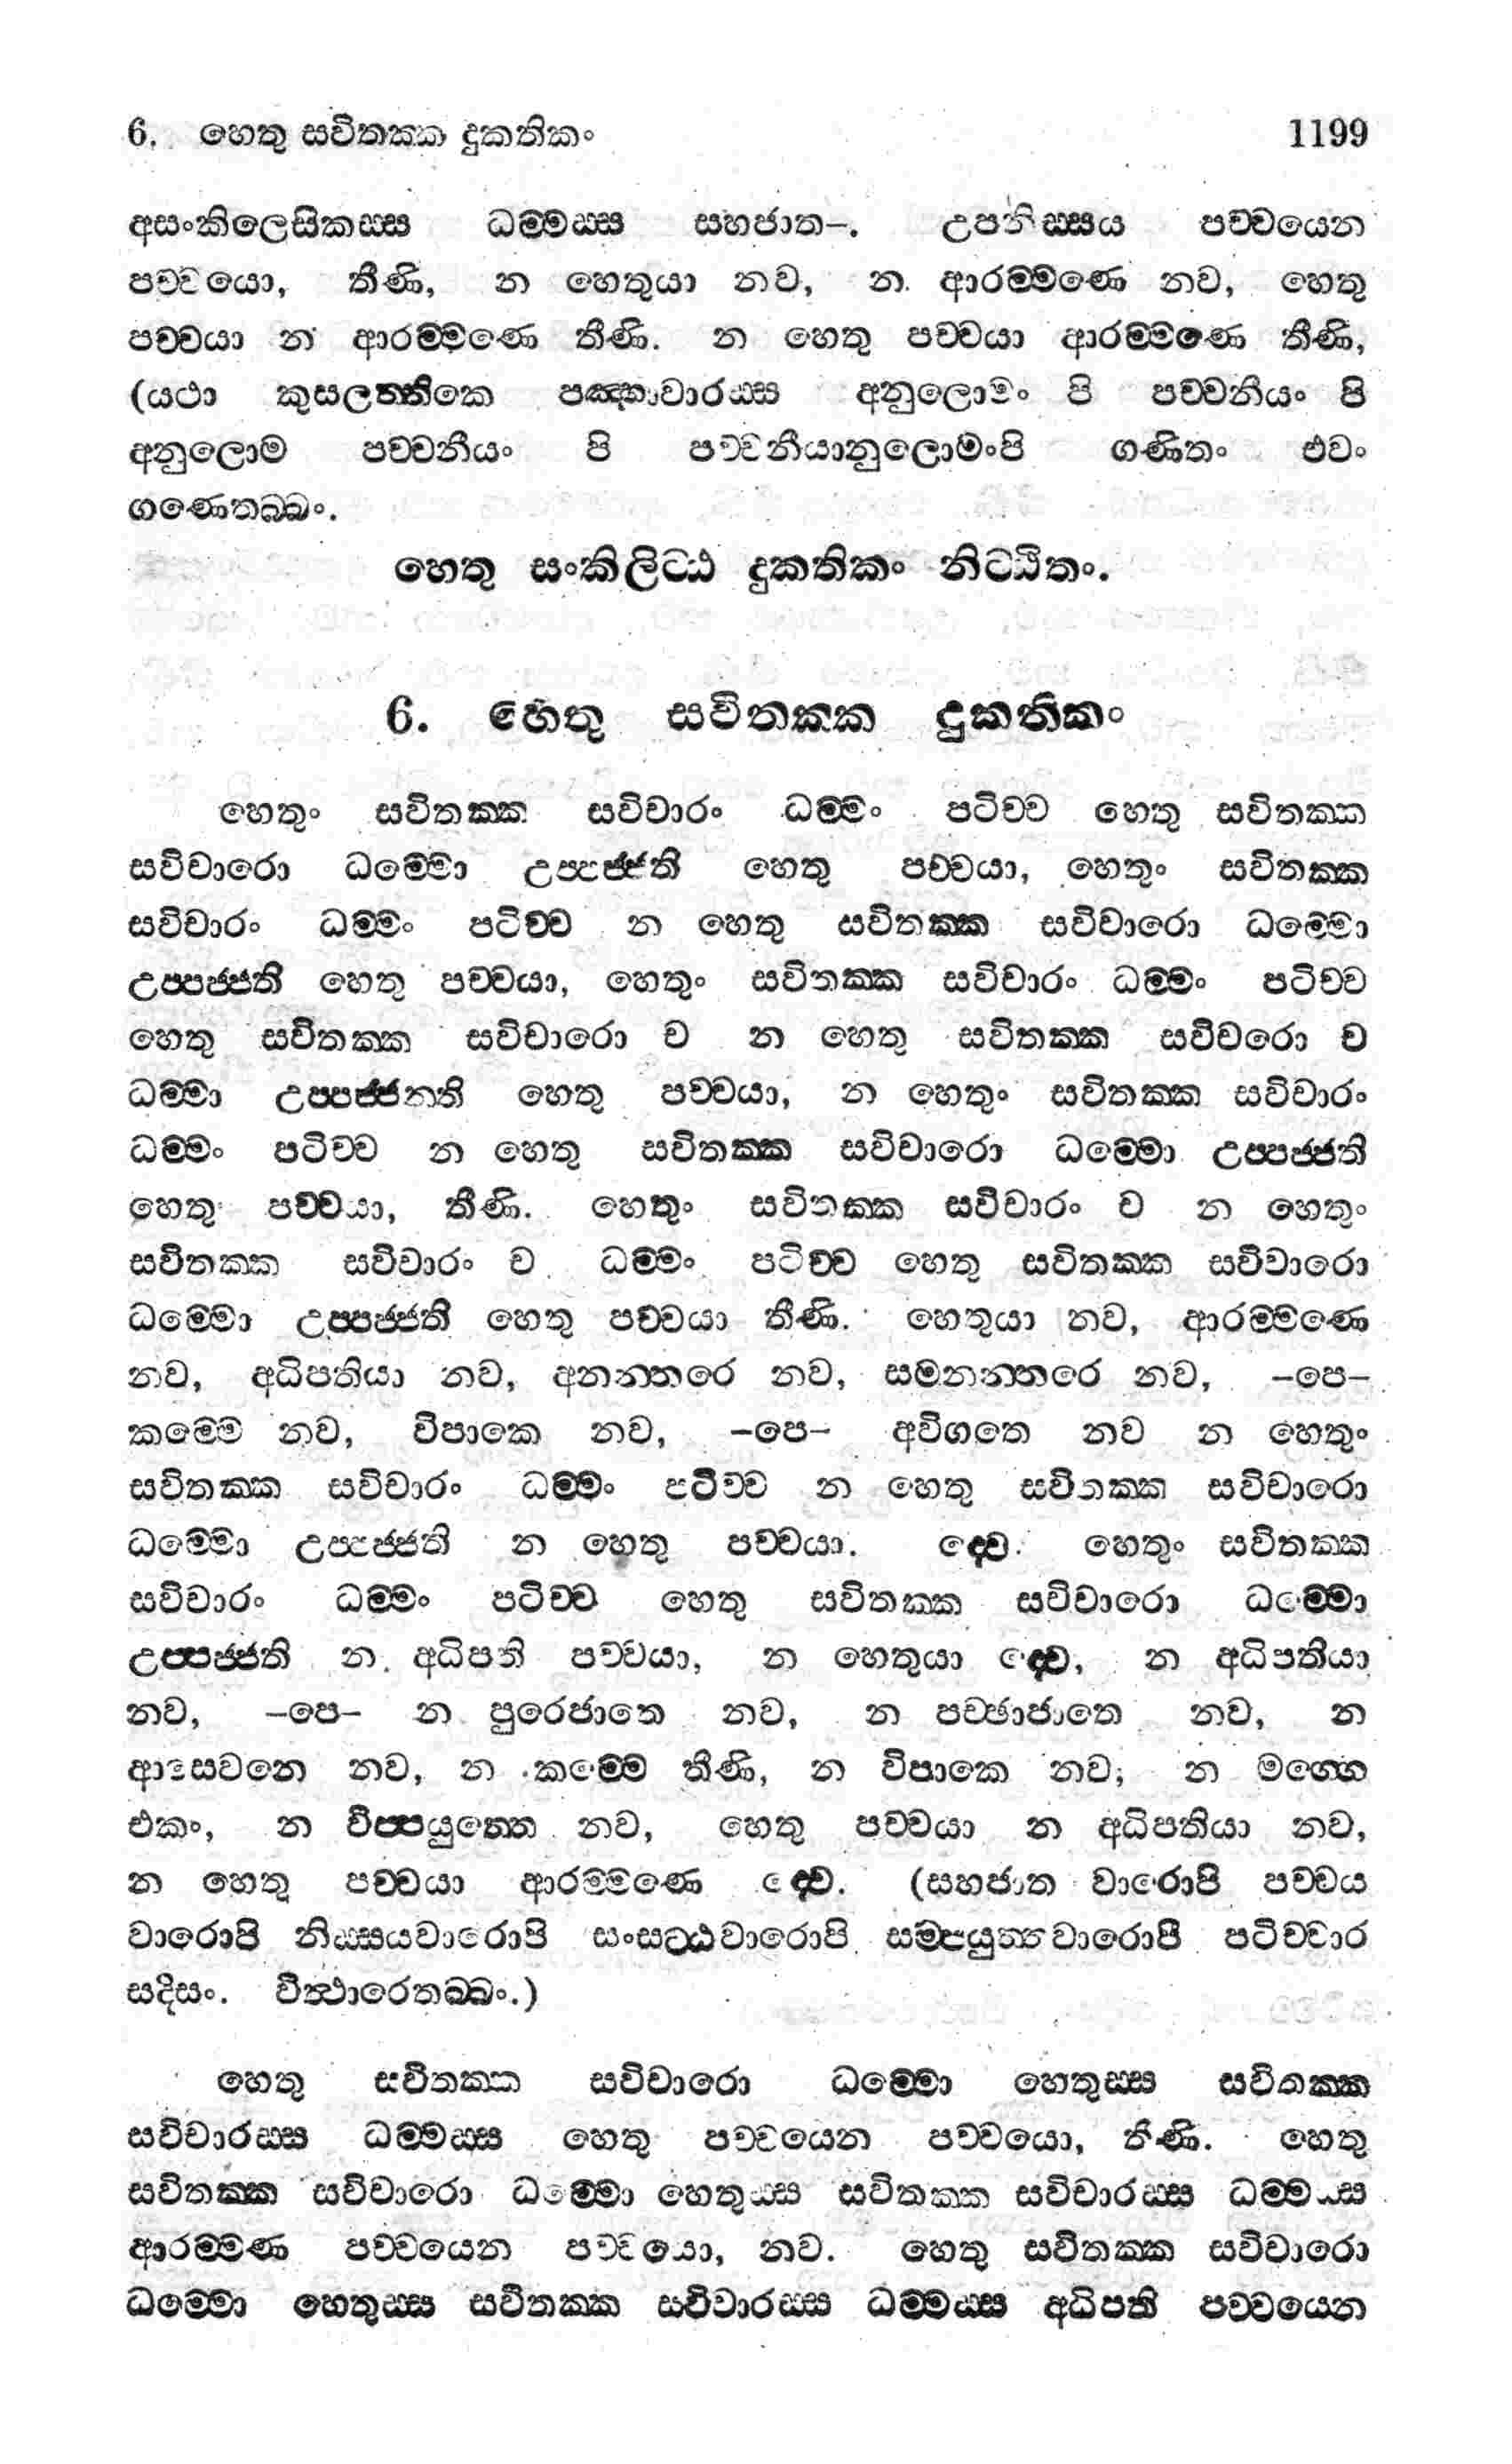 6. හෙතු සවිතක්ක දුකතිකං 1199
අසංකිලෙසිකස්ස ධම්මස්ස සහජාත–. උපනිස්සය පච්චයෙන
පච්චයො, තීණි, න හෙතුයා නව, න ආරම්මණෙ නව, හෙතු
පච්චයා න ආරම්මණෙ තීණි. න හෙතු පච්චයා ආරම්මණෙ තීණි,
(යථා කුසලත්තිකෙ පඤ්හාවාරස්ස අනුලොමං පි පච්චනීයං පි
අනුලොම පච්චනීයං පි පච්චනීයානුලොමංපි ගණිතං එවං
ගණෙතබ්බං.
හෙතු සංකිලිට්ඨ දුකතිකං නිට්ඨිතං.
6. හෙතු සවිතක්ක දුකතිකං
හෙතුං සවිතක්ක සවිචාරං ධම්මං පටිච්ච හෙතු සවිතක්ක
සවිචාරො ධම්මො උප්පජ්ජති හෙතු පච්චයා, හෙතුං සවිතක්ක
සවිචාරං ධම්මං පටිච්ච න හෙතු සවිතක්ක සවිචාරො ධම්මො
උප්පජ්ජති හෙතු පච්චයා, හෙතුං සවිතක්ක සවිචාරං ධම්මං පටිච්ච
හෙතු සවිතක්ක සවිචාරො ච න හෙතු සවිතක්ක සවිචරො ච
ධම්මා උප්පජ්ජන්ති හෙතු පච්චයා, න හෙතුං සවිතක්ක සවිචාරං
ධම්මං පටිච්ච න හෙතු සවිතක්ක සවිචාරො ධම්මො උප්පජ්ජති
හෙතු පච්චයා, තීණි. හෙතුං සවිතක්ක සවිචාරං ච න හෙතුං
සවිතක්ක සවිචාරං ච ධම්මං පටිච්ච හෙතු සවිතක්ක සවිචාරො
ධම්මො උප්පජ්ජති හෙතු පච්චයා තීණි. හෙතුයා නව, ආරම්මණෙ
නව, අධිපතියා නව, අනන්තරෙ නව, සමනන්තරෙ නව, –පෙ–
කම්මෙ නව, විපාකෙ නව, –පෙ– අවිගතෙ නව න හෙතුං
සවිතක්ක සවිචාරං ධම්මං පටිච්ච න හෙතු සවිතක්ක සවිචාරො
ධම්මො උප්පජ්ජති න හෙතු පච්චයා. ද්වෙ. හෙතුං සවිතක්ක
සවිචාරං ධම්මං පටිච්ච හෙතු සවිතක්ක සවිචාරො ධම්මො
උප්පජ්ජති න අධිපති පච්චයා, න හෙතුයා ද්වෙ, න අධිපතියා
නව, –පෙ– න පුරෙජාතෙ නව, න පච්ඡාජාතෙ නව, න
ආසෙවනෙ නව, න කම්මෙ තීණි, න විපාකෙ නව; න මග්ගෙ
එකං, න විප්පයුත්තෙ නව, හෙතු පච්චයා න අධිපතියා නව,
න හෙතු පච්චයා ආරම්මණෙ ද්වෙ. (සහජාත වාරොපි පච්චය
වාරොපි නිස්සයවාරොපි සංසට්ඨවාරොපි සම්පයුත්තවාරොපි පටිච්චවාර
සදිසං. විත්ථාරෙතබ්බං.)
හෙතු සවිතක්ක සවිචාරො ධම්මො හෙතුස්ස සවිතක්ක
සවිචාරස්ස ධම්මස්ස හෙතු පච්චයෙන පච්චයො, තීණි. හෙතු
සවිතක්ක සවිචාරො ධම්මො හෙතුස්ස සවිතක්ක සවිචාරස්ස ධම්මස්ස
ආරම්මණ පච්චයෙන පච්චයො, නව. හෙතු සවිතක්ක සවිචාරො
ධම්මො හෙතුස්ස සවිතක්ක සවිචාරස්ස ධම්මස්ස අධිපති පච්චයෙන